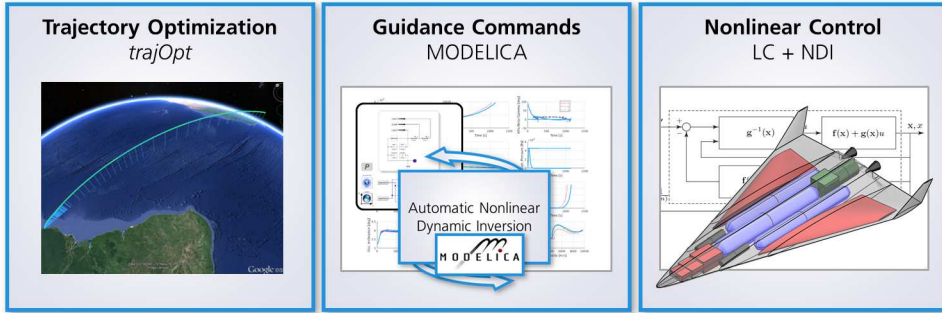 Trajectory Optimization
trajOpt
Google
Guidance Commands
MODELICA
P
Automatic Nonlinear
Dynamic Inversion
MODELICA
Nonlinear Control
LC + NDI
g⁻¹(x)
f(x) + g(x)u
x, x
+
−